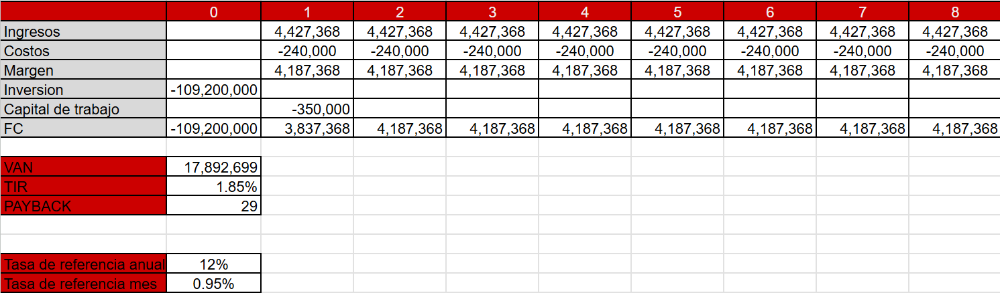 0 1 2 3 4 5 6 7 8
Ingresos 4,427,368 4,427,368 4,427,368 4,427,368 4,427,368 4,427,368 4,427,368 4,427,368
Costos -240,000 -240,000 -240,000 -240,000 -240,000 -240,000 -240,000 -240,000
Margen 4,187,368 4,187,368 4,187,368 4,187,368 4,187,368 4,187,368 4,187,368 4,187,368
Inversion -109,200,000
Capital de trabajo -350,000
FC -109,200,000 3,837,368 4,187,368 4,187,368 4,187,368 4,187,368 4,187,368 4,187,368 4,187,368
VAN 17,892,699
TIR 1.85%
PAYBACK 29
Tasa de referencia anual 12%
Tasa de referencia mes 0.95%